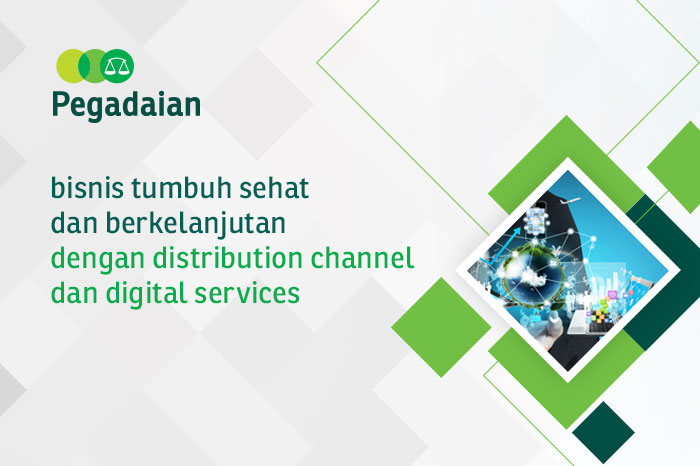 Pegadaian
bisnis tumbuh sehat
dan berkelanjutan
dengan distribution channel
dan digital services